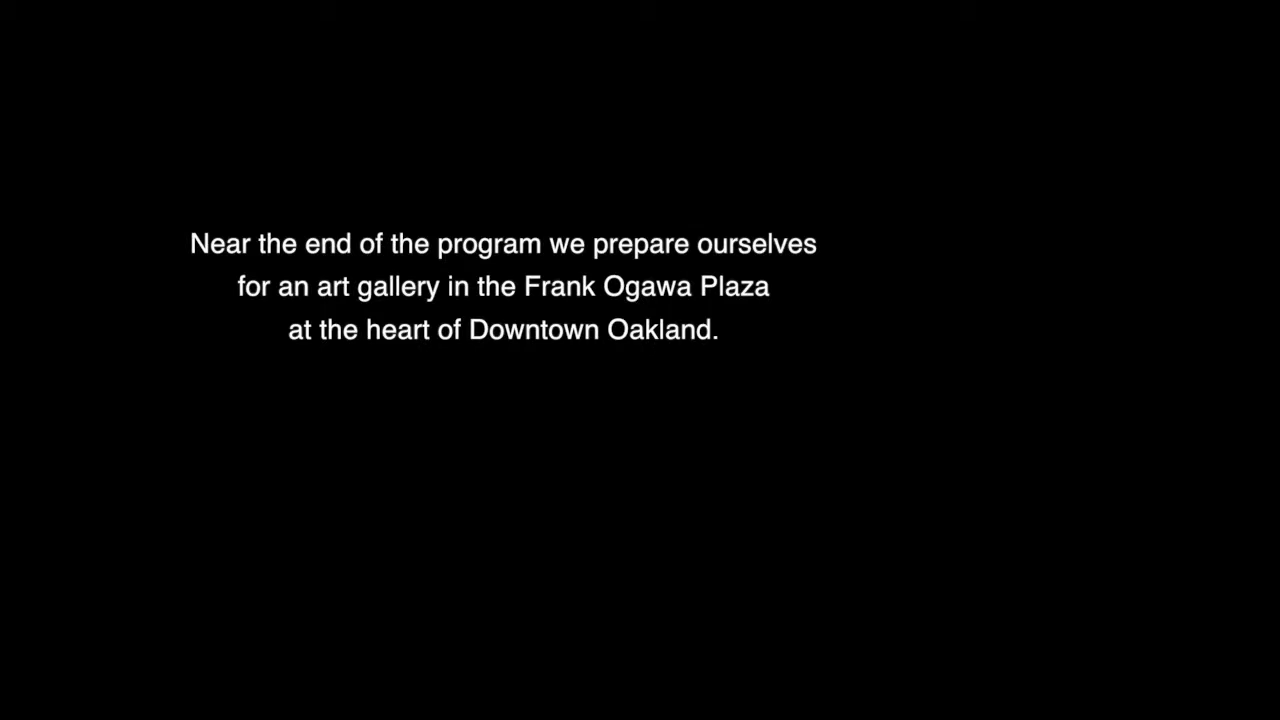 Near the end of the program we prepare ourselves
for an art gallery in the Frank Ogawa Plaza
at the heart of Downtown Oakland.